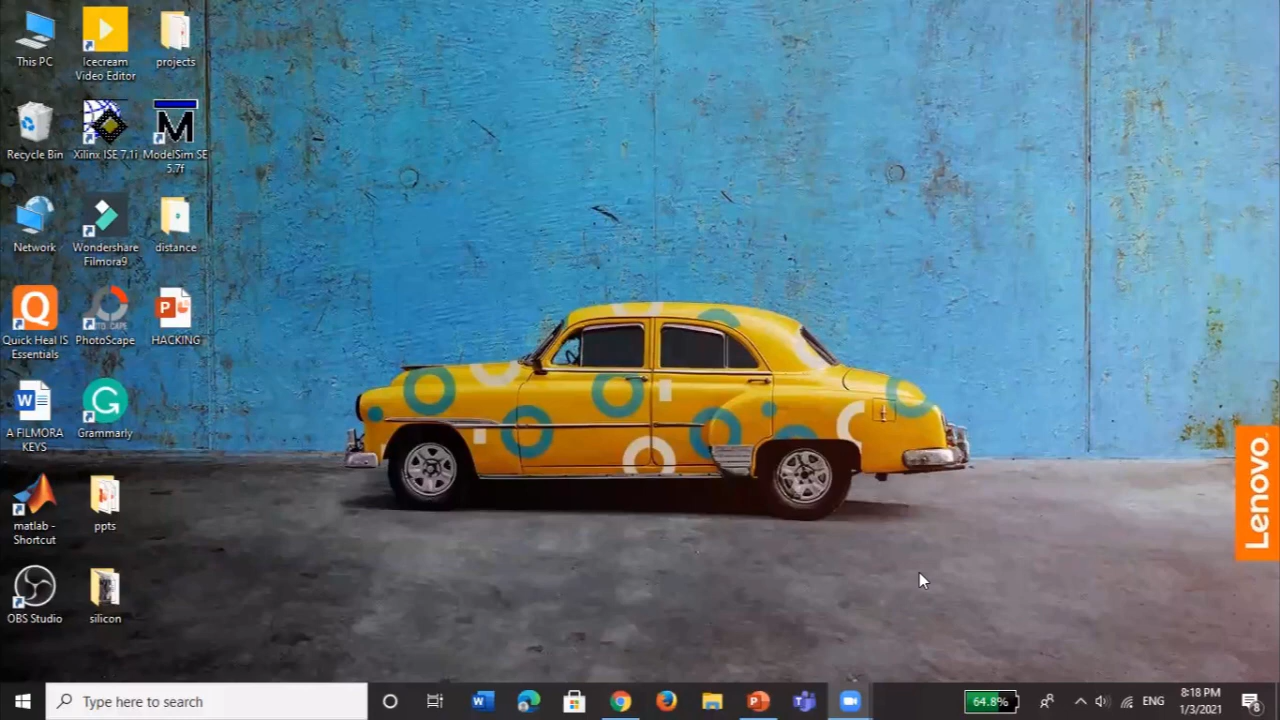 This PC
Icecream
Video Editor
projects
Recycle Bin
Xilinx ISE 7.1i
ModelSim SE
5.7f
Network
Wondershare
Filmora9
distance
Quick Heal IS
Essentials
PhotoScape
HACKING
A FILMORA
KEYS
Grammarly
matlab -
Shortcut
ppts
OBS Studio
silicon
Lenovo
Type here to search
64.8%
ENG
8:18 PM
1/3/2021
8